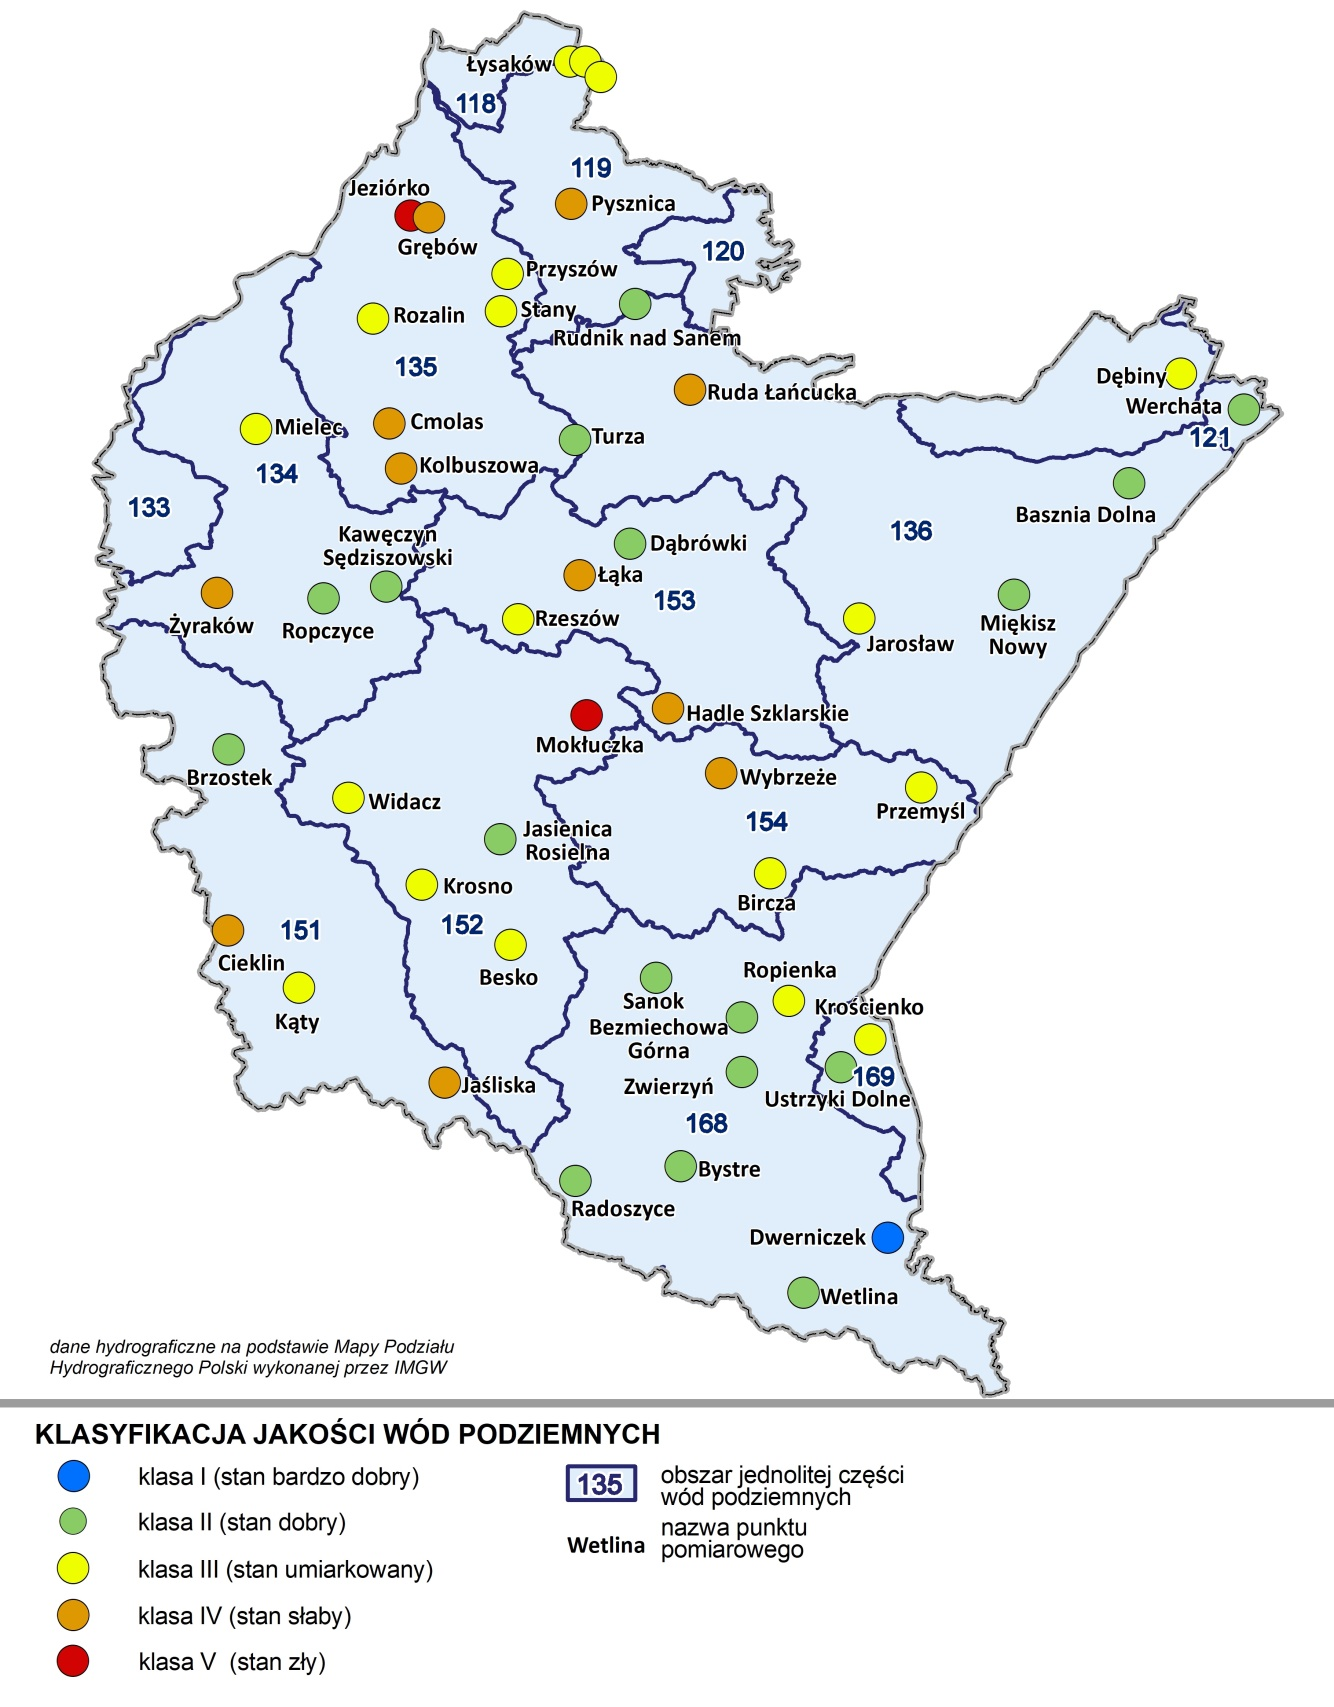 Łysaków
118
119
Jeziórko
Pysznica
Grębów
120
Przyszów
Stany
Rozalin
Rudnik nad Sanem
135
Dębiny
Ruda Łańcucka
Werchata
Cmolas
Mielec
Turza
121
Kolbuszowa
134
133
Basznia Dolna
136
Kawęczyn
Sędziszowski
Dąbrówki
Łąka
153
Rzeszów
Żyraków
Ropczyce
Miękisz
Nowy
Jarosław
Hadle Szklarskie
Mokłuczka
Brzostek
Wybrzeże
Widacz
Przemyśl
154
Jasienica
Rosielna
Krosno
Bircza
151
152
Cieklin
Besko
Ropienka
Sanok
Krościenko
Kąty
Bezmiechowa
Górna
169
Jaśliska
Zwierzyń
Ustrzyki Dolne
168
Bystre
Radoszyce
Dwerniczek
Wetlina
dane hydrograficzne na podstawie Mapy Podziału
Hydrograficznego Polski wykonanej przez IMGW
KLASYFIKACJA JAKOŚCI WÓD PODZIEMNYCH
klasa I (stan bardzo dobry)
klasa II (stan dobry)
klasa III (stan umiarkowany)
klasa IV (stan słaby)
klasa V (stan zły)
135
obszar jednolitej części
wód podziemnych
Wetlina
nazwa punktu
pomiarowego